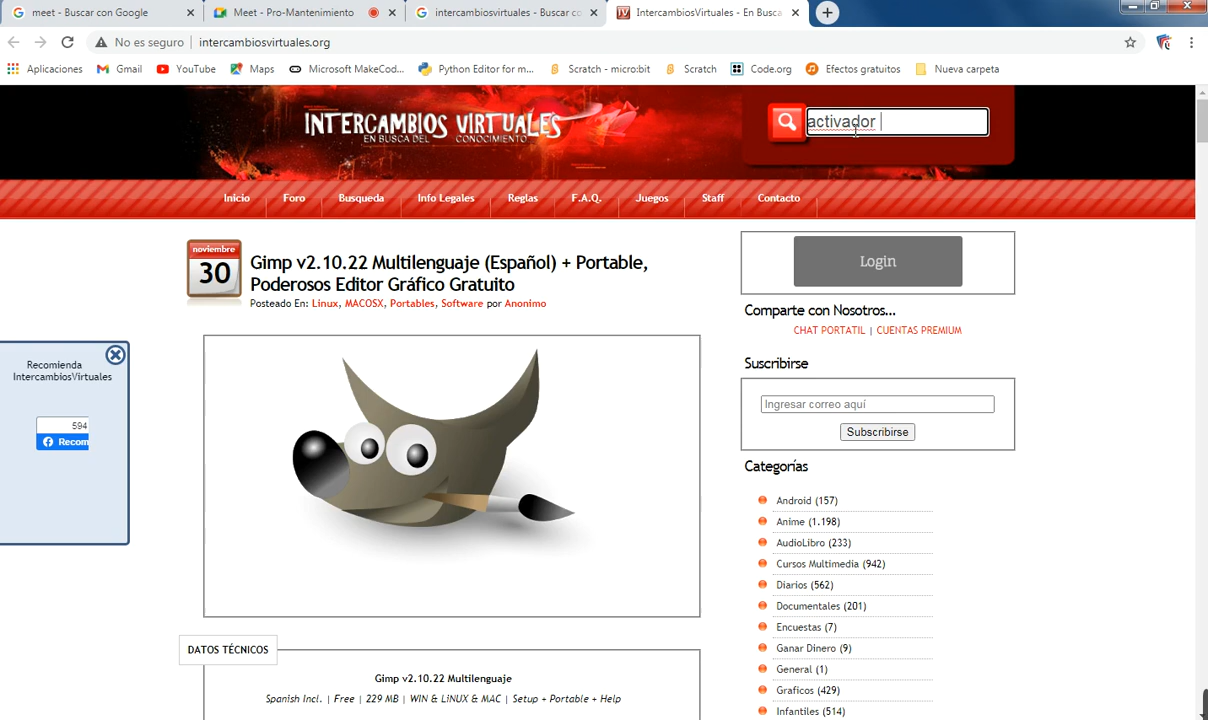 meet - Buscar con Google
Meet - Pro-Mantenimiento
intercambiosvirtuales - Buscar co
IntercambiosVirtuales - En Busca
No es seguro
intercambiosvirtuales.org
Aplicaciones
Gmail
YouTube
Maps
Microsoft MakeCod...
Python Editor for m...
Scratch - micro:bit
Scratch
Code.org
Efectos gratuitos
Nueva carpeta
INTERCAMBIOS VIRTUALES
EN BUSCA DEL CONOCIMIENTO
activador
Inicio
Foro
Busqueda
Info Legales
Reglas
F.A.Q.
Juegos
Staff
Contacto
noviembre
30
Gimp v2.10.22 Multilenguaje (Español) + Portable,
Poderosos Editor Gráfico Gratuito
Posteado En: Linux, MACOSX, Portables, Software por Anonimo
Recomienda
IntercambiosVirtuales
594
Recom
DATOS TÉCNICOS
Gimp v2.10.22 Multilenguaje
Spanish Incl. | Free | 229 MB | WIN & LiNUX & MAC | Setup + Portable + Help
Login
Comparte con Nosotros...
CHAT PORTATIL | CUENTAS PREMIUM
Suscribirse
Ingresar correo aquí
Subscribirse
Categorías
Android (157)
Anime (1.198)
AudioLibro (233)
Cursos Multimedia (942)
Diarios (562)
Documentales (201)
Encuestas (7)
Ganar Dinero (9)
General (1)
Graficos (429)
Infantiles (514)